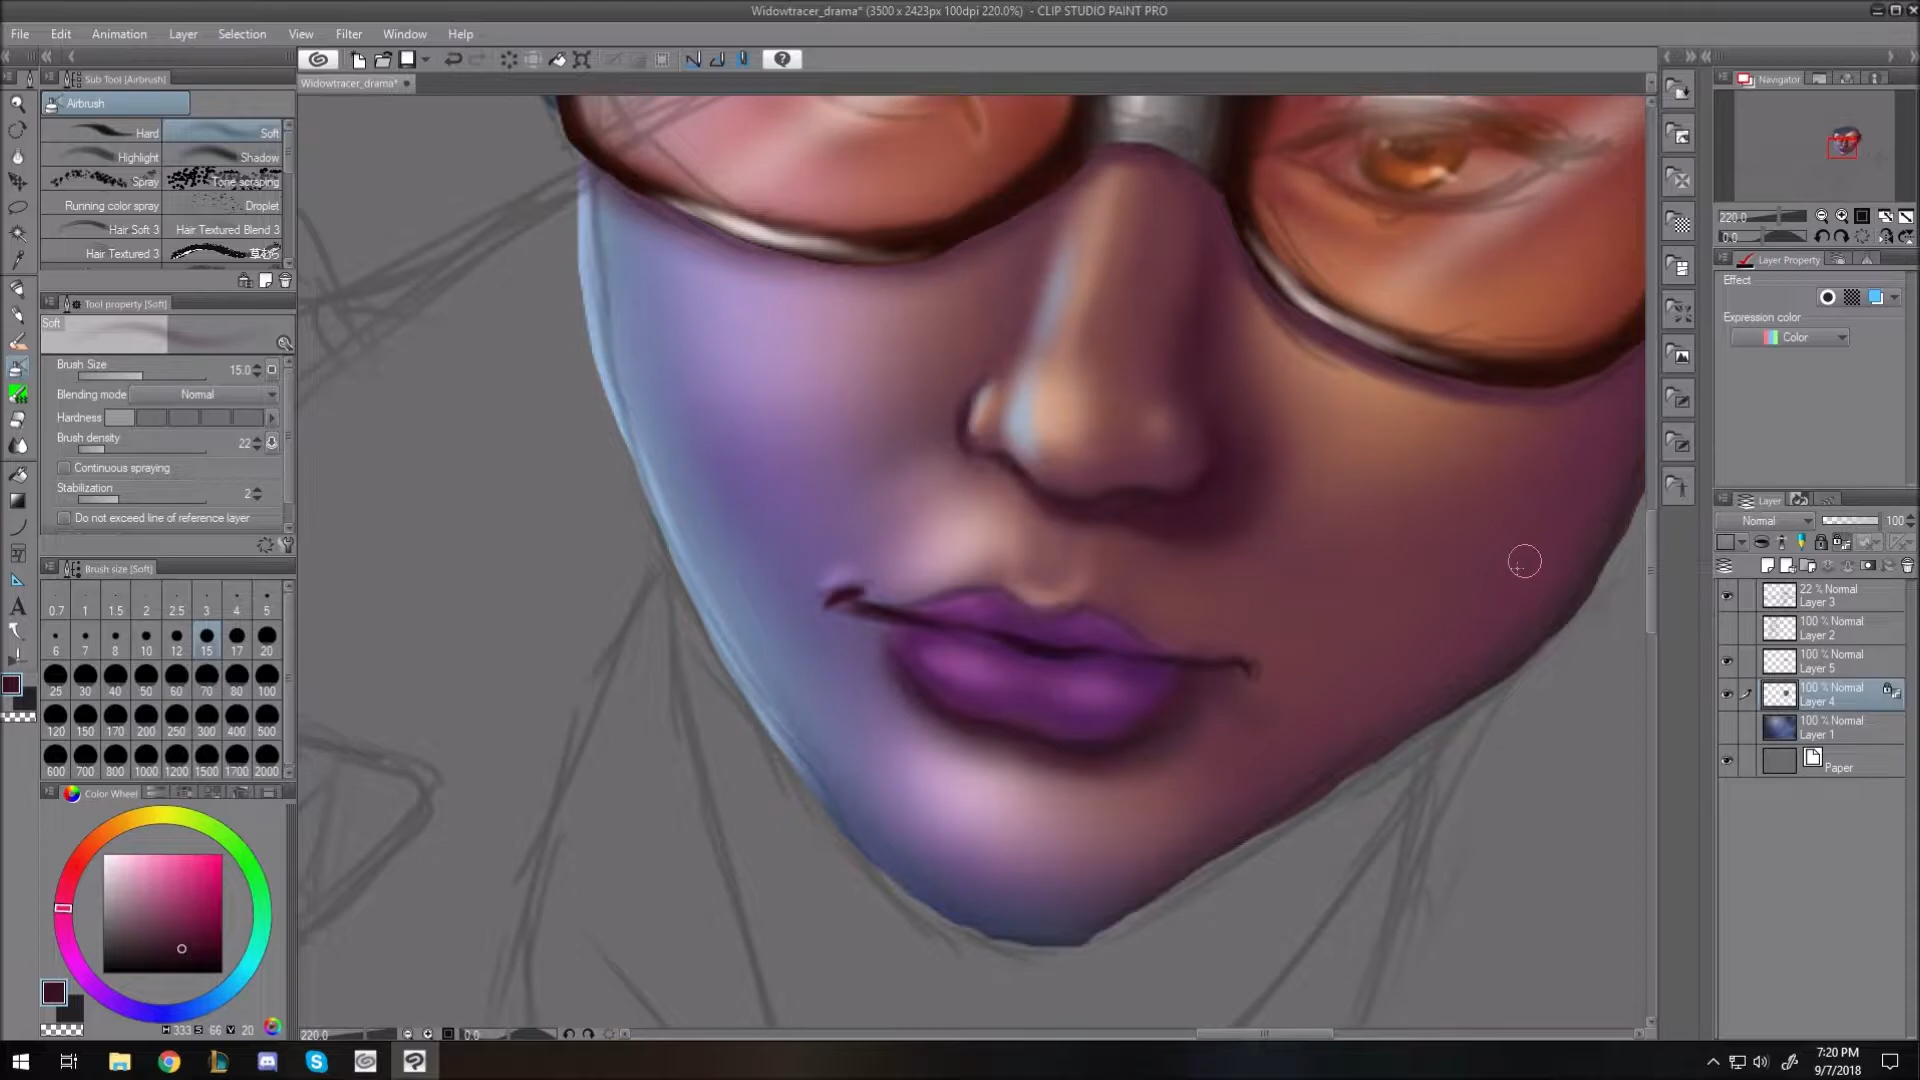 Widowtracer_drama* (3500 x 2423px 100dpi 220.0%) - CLIP STUDIO PAINT PRO
File Edit Animation Layer Selection View Filter Window Help
Sub Tool [Airbrush]
Widowtracer_drama*
Navigator
Airbrush
Hard Soft
Highlight Shadow
Spray Tone scraping
Running color spray Droplet
Hair Soft 3 Hair Textured Blend 3
Hair Textured 3
220.0
0.0
Layer Property
Effect
Expression color
Color
Tool property [Soft]
Soft
Brush Size 15.0
Blending mode Normal
Hardness
Brush density 22
Continuous spraying
Stabilization 2
Do not exceed line of reference layer
Layer
Normal 100
Brush size [Soft]
0.7 1 1.5 2 2.5 3 4 5
6 7 8 10 12 15 17 20
25 30 40 50 60 70 80 100
120 150 170 200 250 300 400 500
600 700 800 1000 1200 1500 1700 2000
22 % Normal
Layer 3
100 % Normal
Layer 2
100 % Normal
Layer 5
100 % Normal
Layer 4
100 % Normal
Layer 1
Paper
Color Wheel
H 333 S 66 V 20
220.0 0.0
7:20 PM
9/7/2018